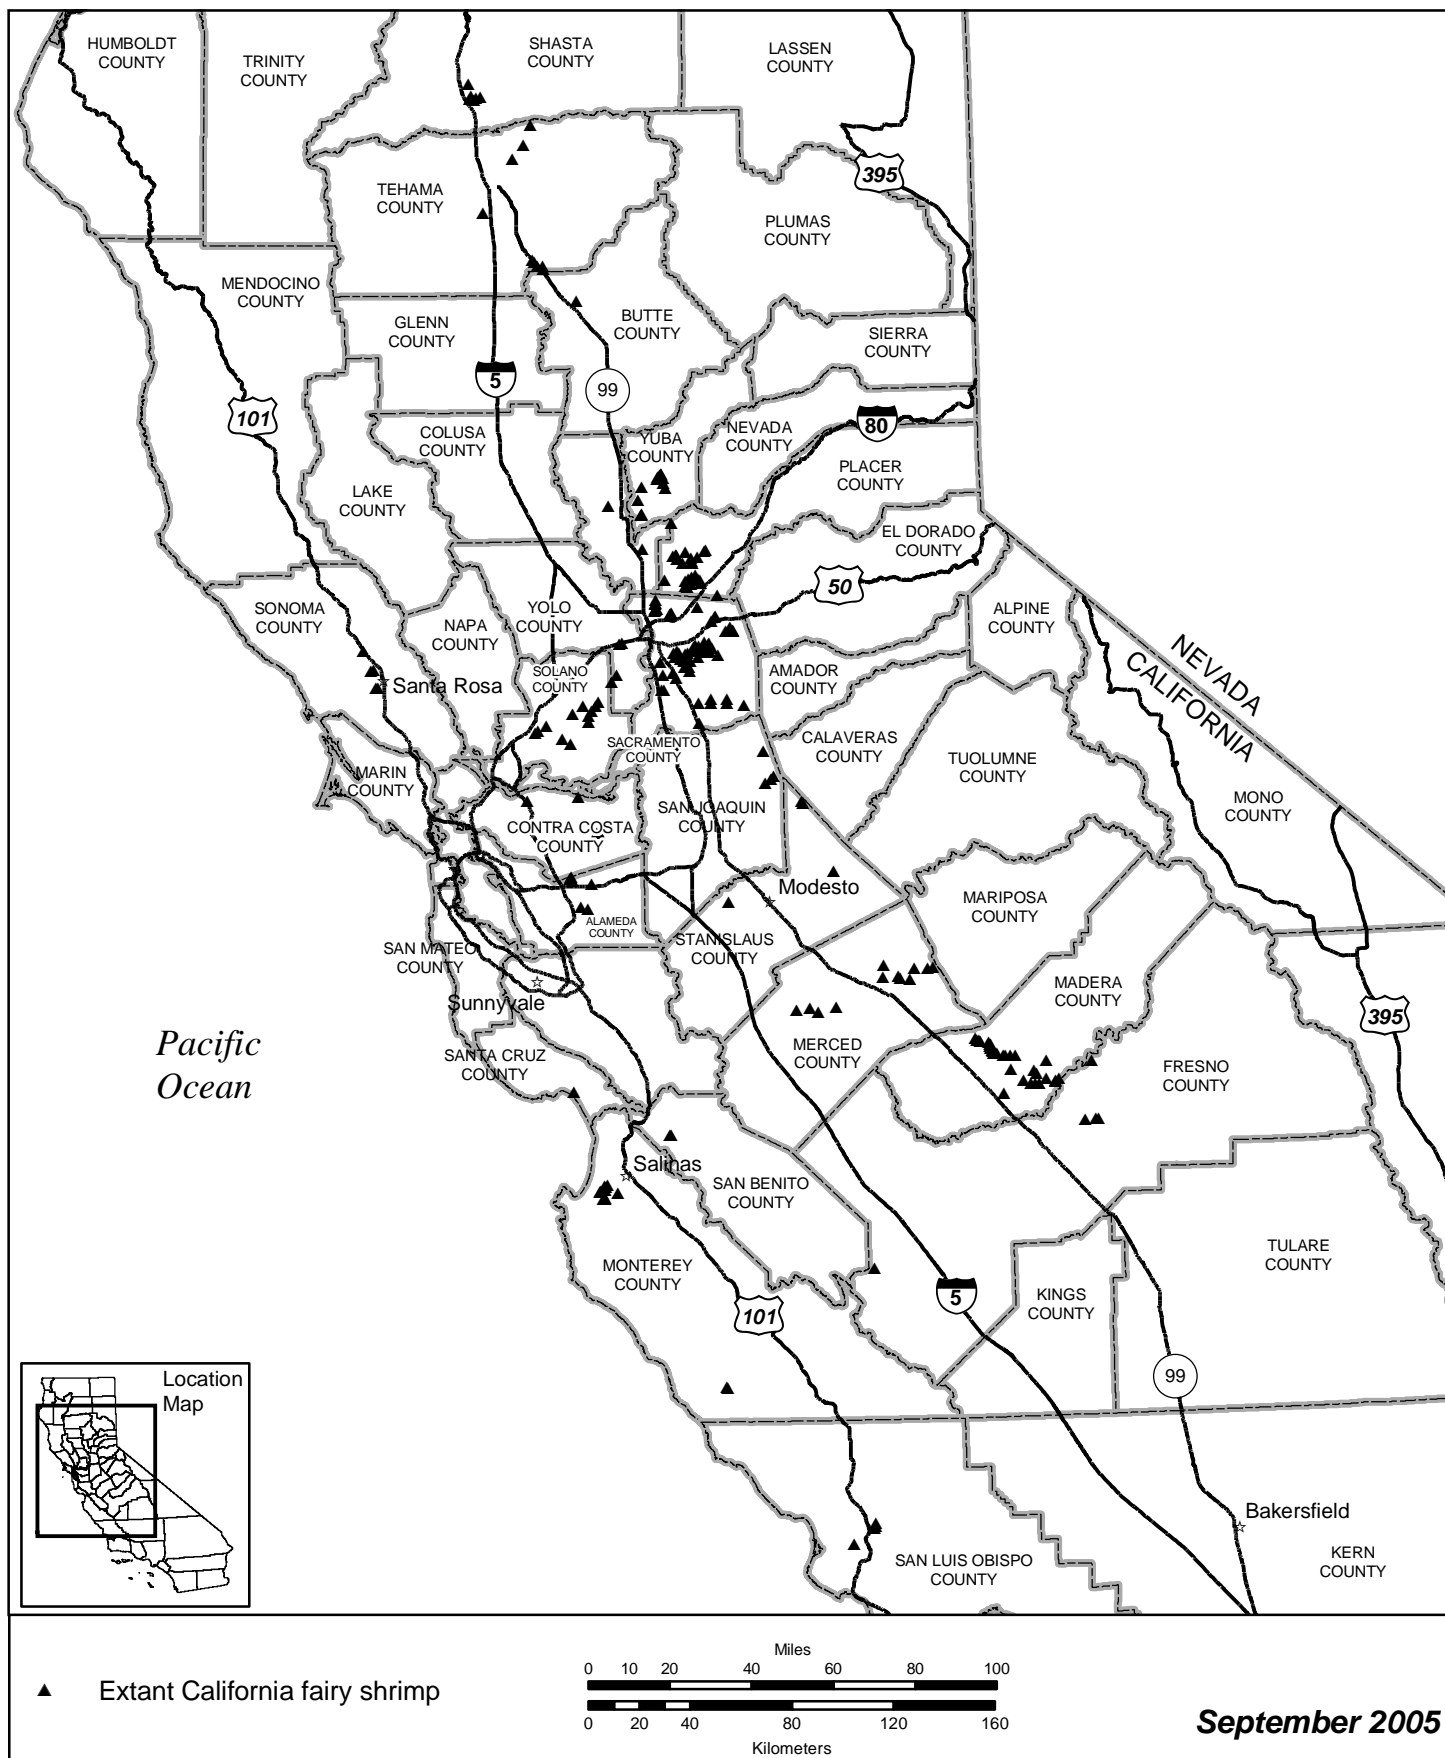 HUMBOLDT
COUNTY
TRINITY
COUNTY
SHASTA
COUNTY
LASSEN
COUNTY
395
TEHAMA
COUNTY
PLUMAS
COUNTY
MENDOCINO
COUNTY
GLENN
COUNTY
BUTTE
COUNTY
SIERRA
COUNTY
5
99
101
80
COLUSA
COUNTY
YUBA
COUNTY
NEVADA
COUNTY
PLACER
COUNTY
LAKE
COUNTY
EL DORADO
COUNTY
50
SONOMA
COUNTY
NAPA
COUNTY
YOLO
COUNTY
ALPINE
COUNTY
NEVADA
CALIFORNIA
Santa Rosa
SOLANO
COUNTY
AMADOR
COUNTY
SACRAMENTO
COUNTY
CALAVERAS
COUNTY
TUOLUMNE
COUNTY
MARIN
COUNTY
MONO
COUNTY
CONTRA COSTA
COUNTY
SAN JOAQUIN
COUNTY
Modesto
MARIPOSA
COUNTY
ALAMEDA
COUNTY
STANISLAUS
COUNTY
SAN MATEO
COUNTY
Sunnyvale
MADERA
COUNTY
395
Pacific
Ocean
MERCED
COUNTY
SANTA CRUZ
COUNTY
FRESNO
COUNTY
Salinas
SAN BENITO
COUNTY
MONTEREY
COUNTY
TULARE
COUNTY
KINGS
COUNTY
5
101
99
Location
Map
Bakersfield
SAN LUIS OBISPO
COUNTY
KERN
COUNTY
Extant California fairy shrimp
Miles
0 10 20 40 60 80 100
0 20 40 80 120 160
Kilometers
September 2005